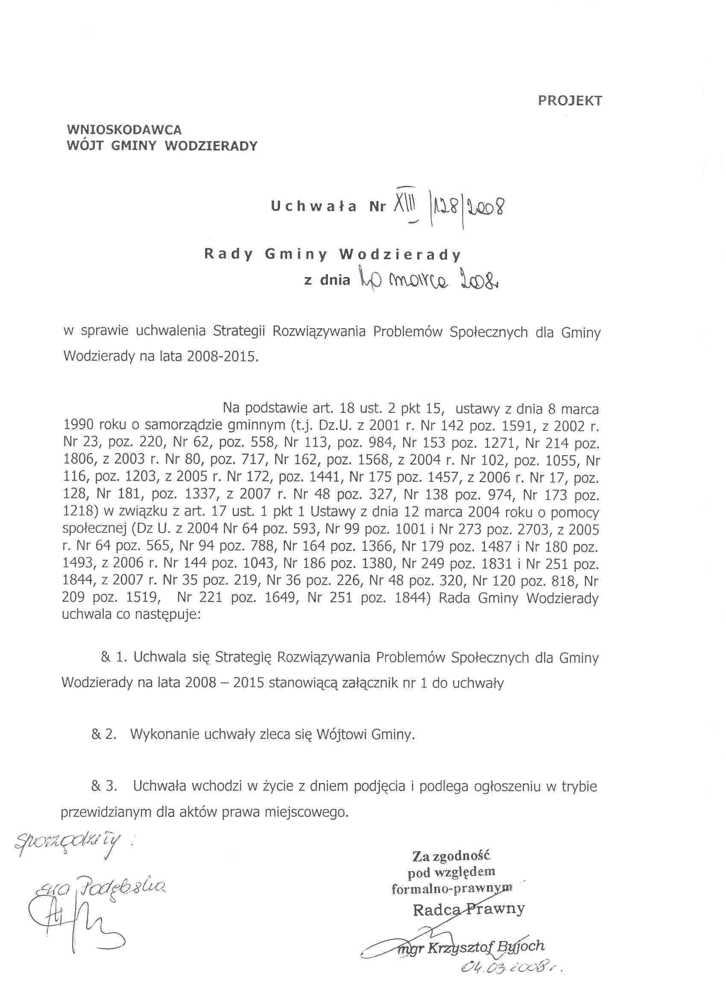 PROJEKT
WNIOSKODAWCA
WÓJT GMINY WODZIERADY
Uchwała Nr XIII/128/2008
Rady Gminy Wodzierady
z dnia marca 2008r
w sprawie uchwalenia Strategii Rozwiązywania Problemów Społecznych dla Gminy
Wodzierady na lata 2008-2015.
Na podstawie art. 18 ust. 2 pkt 15, ustawy z dnia 8 marca
1990 roku o samorządzie gminnym (t.j. Dz.U. z 2001 r. Nr 142 poz. 1591, z 2002 r.
Nr 23, poz. 220, Nr 62, poz. 558, Nr 113, poz. 984, Nr 153 poz. 1271, Nr 214 poz.
1806, z 2003 r. Nr 80, poz. 717, Nr 162, poz. 1568, z 2004 r. Nr 102, poz. 1055, Nr
116, poz. 1203, z 2005 r. Nr 172, poz. 1441, Nr 175 poz. 1457, z 2006 r. Nr 17, poz.
128, Nr 181, poz. 1337, z 2007 r. Nr 48 poz. 327, Nr 138 poz. 974, Nr 173 poz.
1218) w związku z art. 17 ust. 1 pkt 1 Ustawy z dnia 12 marca 2004 roku o pomocy
społecznej (Dz U. z 2004 Nr 64 poz. 593, Nr 99 poz. 1001 i Nr 273 poz. 2703, z 2005
r. Nr 64 poz. 565, Nr 94 poz. 788, Nr 164 poz. 1366, Nr 179 poz. 1487 i Nr 180 poz.
1493, z 2006 r. Nr 144 poz. 1043, Nr 186 poz. 1380, Nr 249 poz. 1831 i Nr 251 poz.
1844, z 2007 r. Nr 35 poz. 219, Nr 36 poz. 226, Nr 48 poz. 320, Nr 120 poz. 818, Nr
209 poz. 1519, Nr 221 poz. 1649, Nr 251 poz. 1844) Rada Gminy Wodzierady
uchwala co następuje:
& 1. Uchwala się Strategię Rozwiązywania Problemów Społecznych dla Gminy
Wodzierady na lata 2008 – 2015 stanowiącą załącznik nr 1 do uchwały
& 2. Wykonanie uchwały zleca się Wójtowi Gminy.
& 3. Uchwała wchodzi w życie z dniem podjęcia i podlega ogłoszeniu w trybie
przewidzianym dla aktów prawa miejscowego.
Sporządziły :
Ewa Podębska
Za zgodność
pod względem
formalno-prawnym
Radca Prawny
mgr Krzysztof Bujoch
04.03.2008 r.